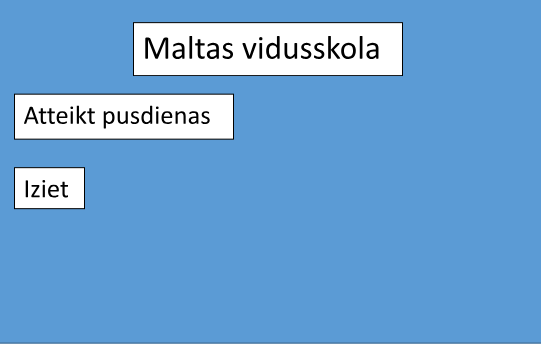 Maltas vidusskola
Atteikt pusdienas
Iziet